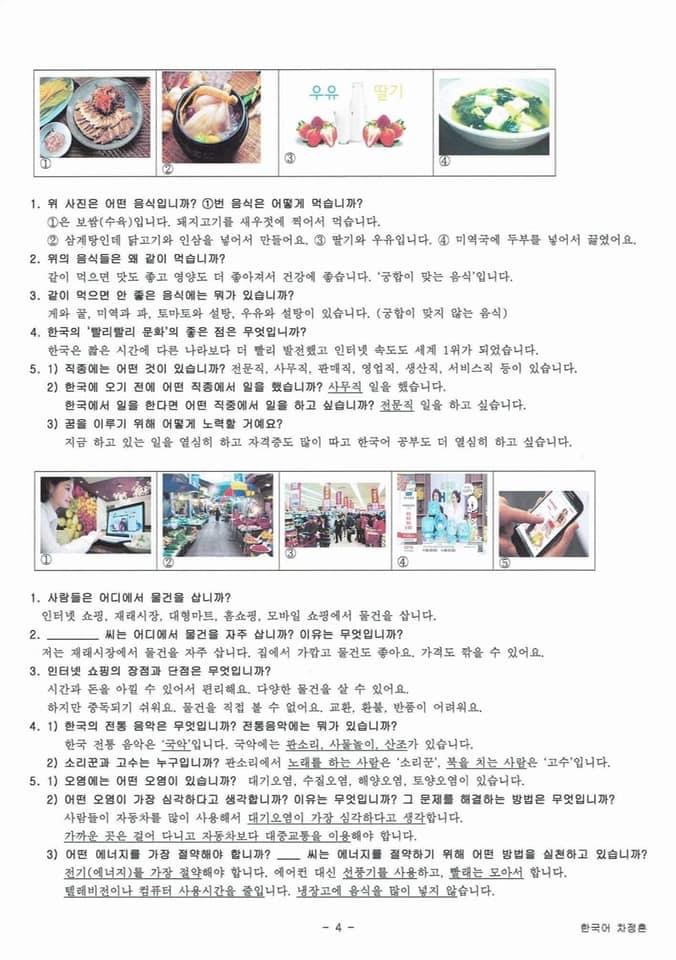 우유 딸기
① ② ③ ④
1. 위 사진은 어떤 음식입니까? ①번 음식은 어떻게 먹습니까?
①은 보쌈(수육)입니다. 돼지고기를 새우젓에 찍어서 먹습니다.
② 삼계탕인데 닭고기와 인삼을 넣어서 만들어요. ③ 딸기와 우유입니다. ④ 미역국에 두부를 넣어서 끓였어요.
2. 위의 음식들은 왜 같이 먹습니까?
같이 먹으면 맛도 좋고 영양도 더 좋아져서 건강에 좋습니다. '궁합이 맞는 음식'입니다.
3. 같이 먹으면 안 좋은 음식에는 뭐가 있습니까?
게와 꿀, 미역과 파, 토마토와 설탕, 우유와 설탕이 있습니다. (궁합이 맞지 않는 음식)
4. 한국의 '빨리빨리 문화'의 좋은 점은 무엇입니까?
한국은 짧은 시간에 다른 나라보다 더 빨리 발전했고 인터넷 속도도 세계 1위가 되었습니다.
5. 1) 직종에는 어떤 것이 있습니까? 전문직, 사무직, 판매직, 영업직, 생산직, 서비스직 등이 있습니다.
2) 한국에 오기 전에 어떤 직종에서 일을 했습니까? 사무직 일을 했습니다.
한국에서 일을 한다면 어떤 직종에서 일을 하고 싶습니까? 전문직 일을 하고 싶습니다.
3) 꿈을 이루기 위해 어떻게 노력할 거예요?
지금 하고 있는 일을 열심히 하고 자격증도 많이 따고 한국어 공부도 더 열심히 하고 싶습니다.
① ② ③ ④ ⑤
1. 사람들은 어디에서 물건을 삽니까?
인터넷 쇼핑, 재래시장, 대형마트, 홈쇼핑, 모바일 쇼핑에서 물건을 삽니다.
2. ________ 씨는 어디에서 물건을 자주 삽니까? 이유는 무엇입니까?
저는 재래시장에서 물건을 자주 삽니다. 집에서 가깝고 물건도 좋아요. 가격도 깎을 수 있어요.
3. 인터넷 쇼핑의 장점과 단점은 무엇입니까?
시간과 돈을 아낄 수 있어서 편리해요. 다양한 물건을 살 수 있어요.
하지만 중독되기 쉬워요. 물건을 직접 볼 수 없어요. 교환, 환불, 반품이 어려워요.
4. 1) 한국의 전통 음악은 무엇입니까? 전통음악에는 뭐가 있습니까?
한국 전통 음악은 '국악'입니다. 국악에는 판소리, 사물놀이, 산조가 있습니다.
2) 소리꾼과 고수는 누구입니까? 판소리에서 노래를 하는 사람은 '소리꾼', 북을 치는 사람은 '고수'입니다.
5. 1) 오염에는 어떤 오염이 있습니까? 대기오염, 수질오염, 해양오염, 토양오염이 있습니다.
2) 어떤 오염이 가장 심각하다고 생각합니까? 이유는 무엇입니까? 그 문제를 해결하는 방법은 무엇입니까?
사람들이 자동차를 많이 사용해서 대기오염이 가장 심각하다고 생각합니다.
가까운 곳은 걸어 다니고 자동차보다 대중교통을 이용해야 합니다.
3) 어떤 에너지를 가장 절약해야 합니까? ____ 씨는 에너지를 절약하기 위해 어떤 방법을 실천하고 있습니까?
전기(에너지)를 가장 절약해야 합니다. 에어컨 대신 선풍기를 사용하고, 빨래는 모아서 합니다.
텔레비전이나 컴퓨터 사용시간을 줄입니다. 냉장고에 음식을 많이 넣지 않습니다.
- 4 -
한국어 차정훈